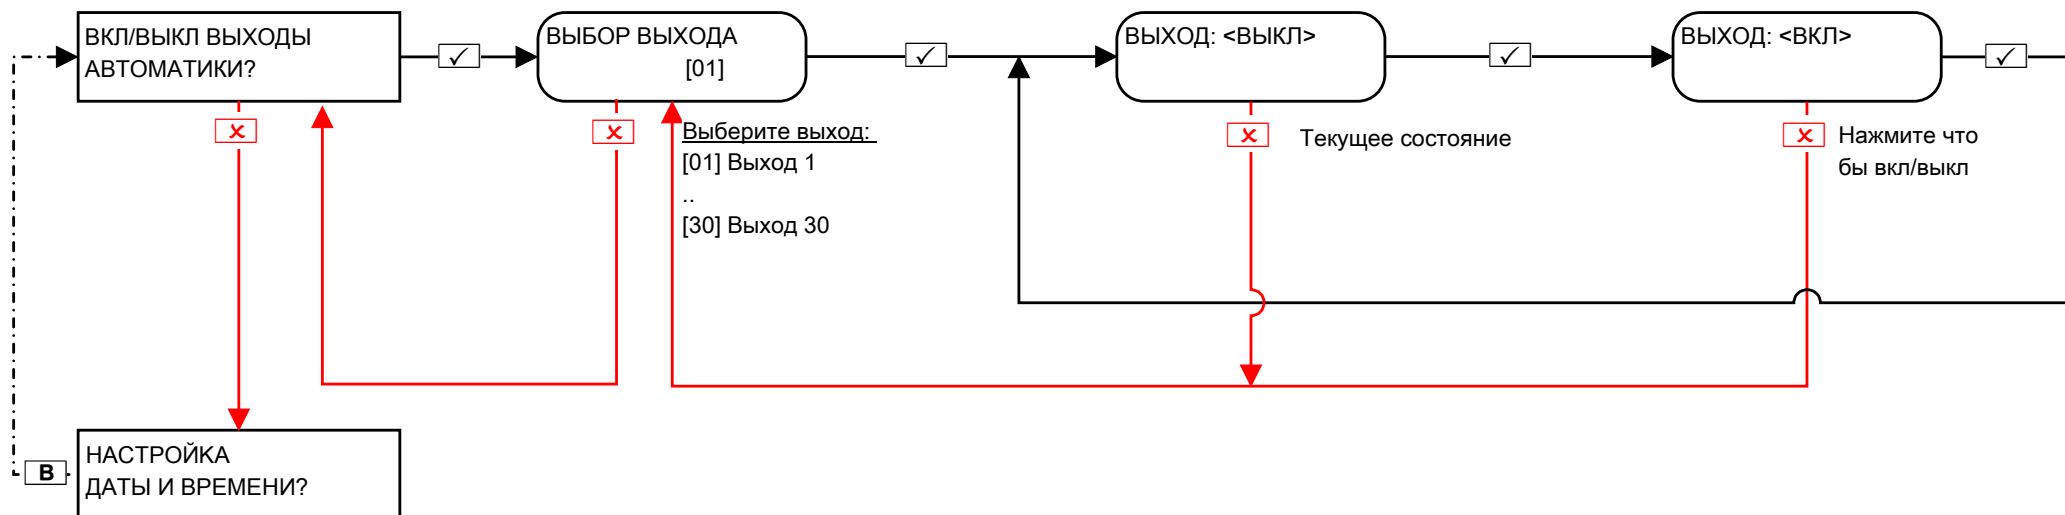 ВКЛ/ВЫКЛ ВЫХОДЫ
АВТОМАТИКИ?
✓
ВЫБОР ВЫХОДА
[01]
✓
ВЫХОД: <ВЫКЛ>
✓
ВЫХОД: <ВКЛ>
✓
x
x
Выберите выход:
[01] Выход 1
..
[30] Выход 30
x
Текущее состояние
x
Нажмите что
бы вкл/выкл
B
НАСТРОЙКА
ДАТЫ И ВРЕМЕНИ?